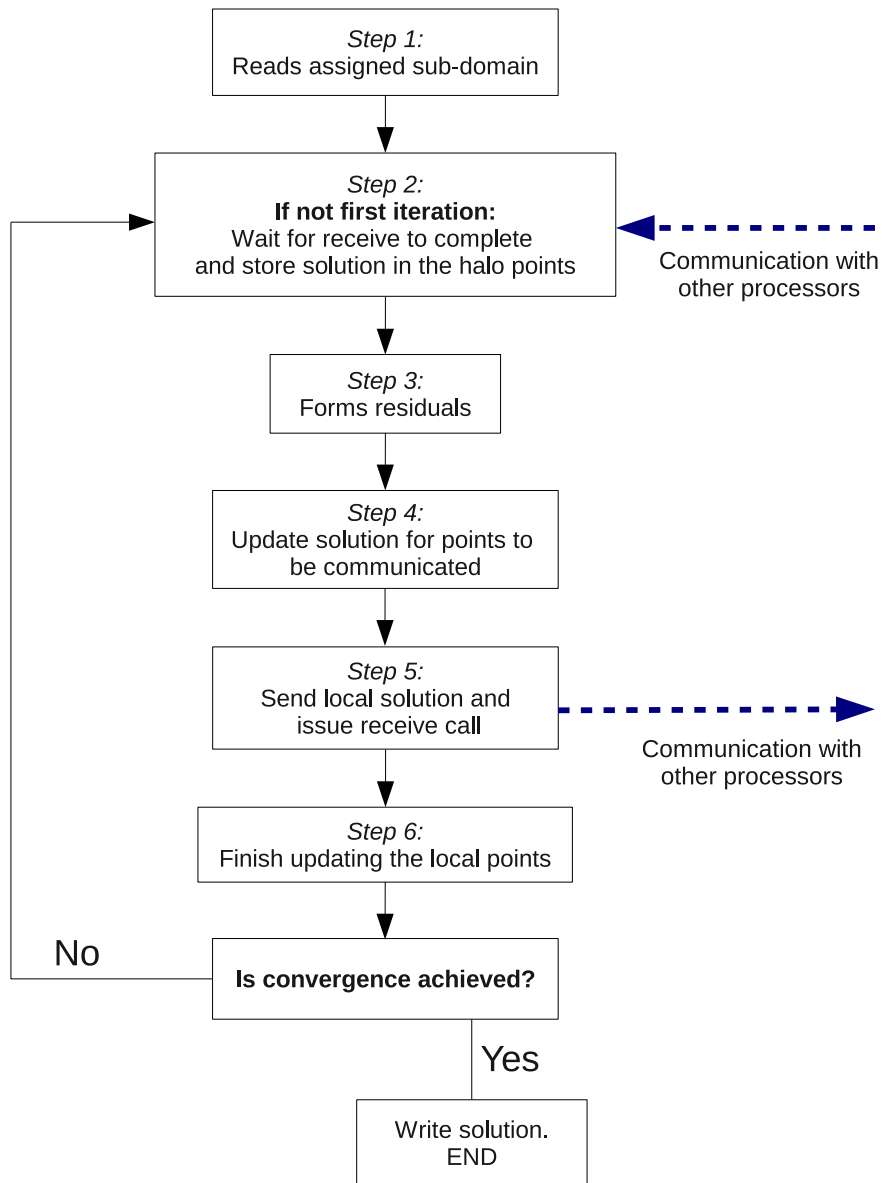 Step 1:
Reads assigned sub-domain
Step 2:
If not first iteration:
Wait for receive to complete
and store solution in the halo points
Communication with
other processors
Step 3:
Forms residuals
Step 4:
Update solution for points to
be communicated
Step 5:
Send local solution and
issue receive call
Communication with
other processors
Step 6:
Finish updating the local points
No
Is convergence achieved?
Yes
Write solution.
END